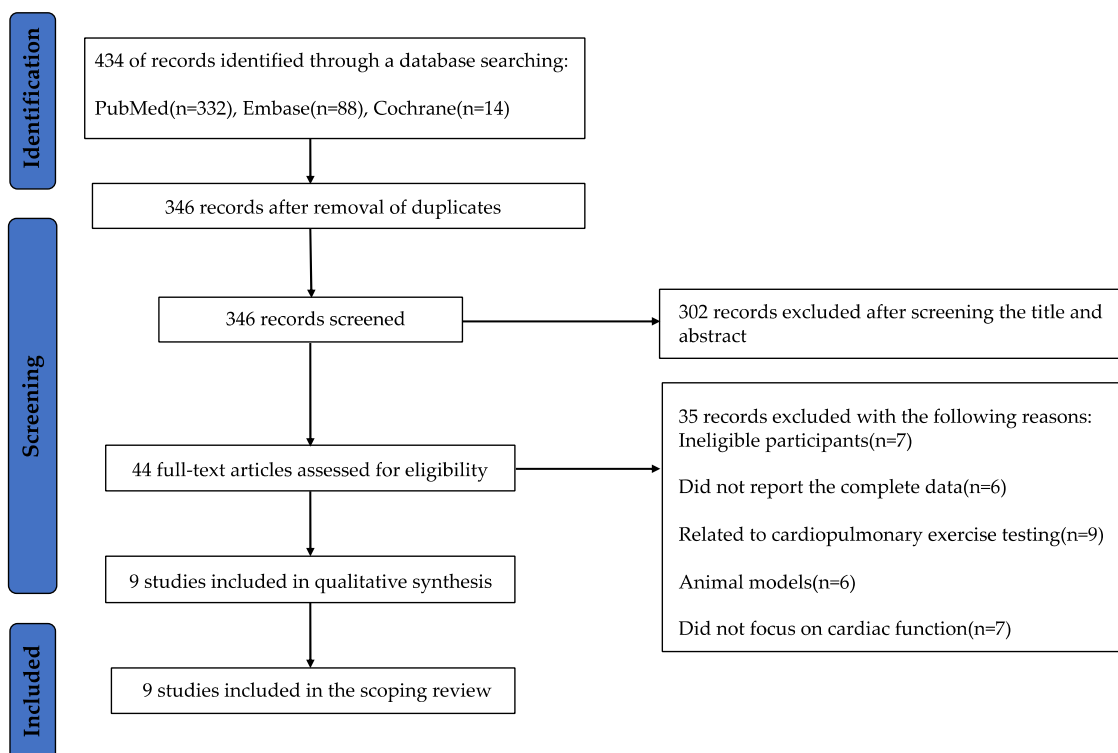 Identification
434 of records identified through a database searching:
PubMed(n=332), Embase(n=88), Cochrane(n=14)
346 records after removal of duplicates
Screening
346 records screened
302 records excluded after screening the title and
abstract
44 full-text articles assessed for eligibility
35 records excluded with the following reasons:
Ineligible participants(n=7)
Did not report the complete data(n=6)
Related to cardiopulmonary exercise testing(n=9)
Animal models(n=6)
Did not focus on cardiac function(n=7)
9 studies included in qualitative synthesis
Included
9 studies included in the scoping review